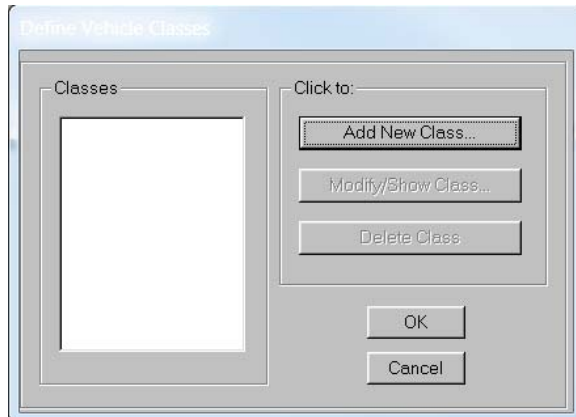 Define Vehicle Classes
Classes
Click to:
Add New Class...
Modify/Show Class...
Delete Class
OK
Cancel